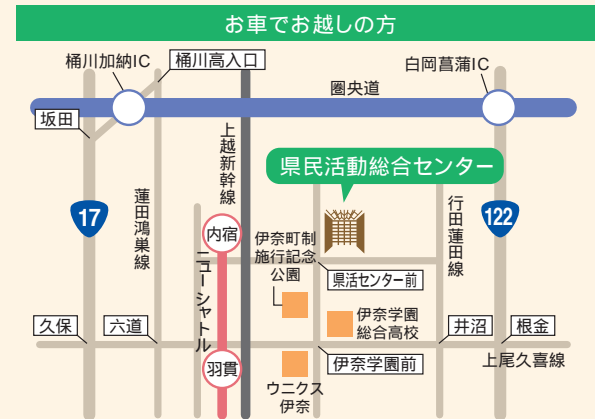 お車でお越しの方
桶川加納IC
桶川高入口
白岡菖蒲IC
圏央道
坂田
上越新幹線
県民活動総合センター
蓮田鴻巣線
行田蓮田線
17
122
内宿
伊奈町制
施行記念
公園
ニューシャトル
県活センター前
伊奈学園
総合高校
久保
六道
井沼
根金
羽貫
伊奈学園前
上尾久喜線
ウニクス
伊奈